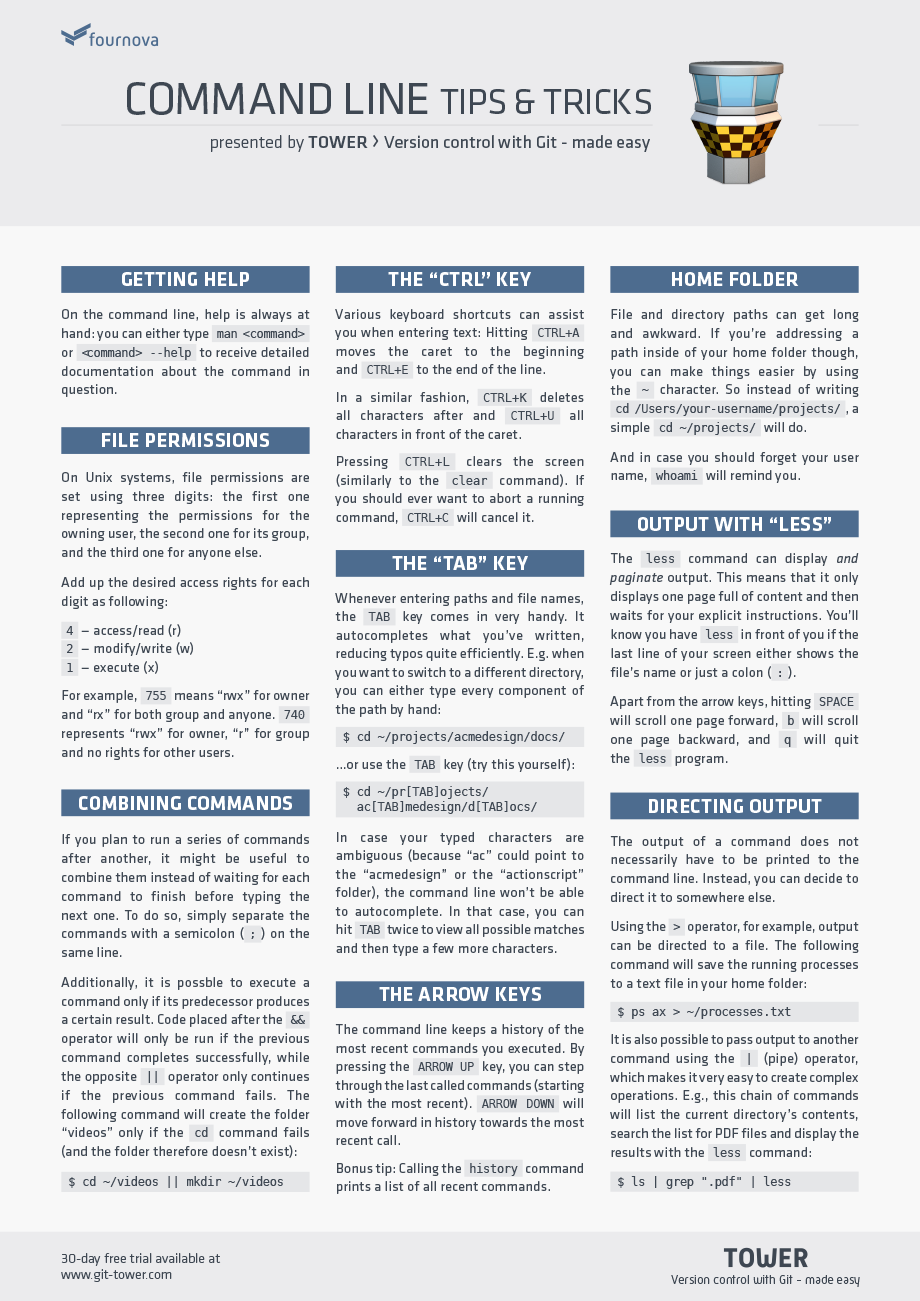 fournova
COMMAND LINE TIPS & TRICKS
presented by TOWER > Version control with Git - made easy
GETTING HELP
On the command line, help is always at
hand: you can either type man <command>
or <command> --help to receive detailed
documentation about the command in
question.
FILE PERMISSIONS
On Unix systems, file permissions are
set using three digits: the first one
representing the permissions for the
owning user, the second one for its group,
and the third one for anyone else.
Add up the desired access rights for each
digit as following:
4 – access/read (r)
2 – modify/write (w)
1 – execute (x)
For example, 755 means “rwx” for owner
and “rx” for both group and anyone. 740
represents “rwx” for owner, “r” for group
and no rights for other users.
COMBINING COMMANDS
If you plan to run a series of commands
after another, it might be useful to
combine them instead of waiting for each
command to finish before typing the
next one. To do so, simply separate the
commands with a semicolon ( ; ) on the
same line.
Additionally, it is possble to execute a
command only if its predecessor produces
a certain result. Code placed after the &&
operator will only be run if the previous
command completes successfully, while
the opposite || operator only continues
if the previous command fails. The
following command will create the folder
“videos” only if the cd command fails
(and the folder therefore doesn’t exist):
$ cd ~/videos || mkdir ~/videos
THE “CTRL” KEY
Various keyboard shortcuts can assist
you when entering text: Hitting CTRL+A
moves the caret to the beginning
and CTRL+E to the end of the line.
In a similar fashion, CTRL+K deletes
all characters after and CTRL+U all
characters in front of the caret.
Pressing CTRL+L clears the screen
(similarly to the clear command). If
you should ever want to abort a running
command, CTRL+C will cancel it.
THE “TAB” KEY
Whenever entering paths and file names,
the TAB key comes in very handy. It
autocompletes what you’ve written,
reducing typos quite efficiently. E.g. when
you want to switch to a different directory,
you can either type every component of
the path by hand:
$ cd ~/projects/acmedesign/docs/
...or use the TAB key (try this yourself):
$ cd ~/pr[TAB]ojects/
ac[TAB]medesign/d[TAB]ocs/
In case your typed characters are
ambiguous (because “ac” could point to
the “acmedesign” or the “actionscript”
folder), the command line won’t be able
to autocomplete. In that case, you can
hit TAB twice to view all possible matches
and then type a few more characters.
THE ARROW KEYS
The command line keeps a history of the
most recent commands you executed. By
pressing the ARROW UP key, you can step
through the last called commands (starting
with the most recent). ARROW DOWN will
move forward in history towards the most
recent call.
Bonus tip: Calling the history command
prints a list of all recent commands.
HOME FOLDER
File and directory paths can get long
and awkward. If you’re addressing a
path inside of your home folder though,
you can make things easier by using
the ~ character. So instead of writing
cd /Users/your-username/projects/ , a
simple cd ~/projects/ will do.
And in case you should forget your user
name, whoami will remind you.
OUTPUT WITH “LESS”
The less command can display and
paginate output. This means that it only
displays one page full of content and then
waits for your explicit instructions. You’ll
know you have less in front of you if the
last line of your screen either shows the
file’s name or just a colon ( : ).
Apart from the arrow keys, hitting SPACE
will scroll one page forward, b will scroll
one page backward, and q will quit
the less program.
DIRECTING OUTPUT
The output of a command does not
necessarily have to be printed to the
command line. Instead, you can decide to
direct it to somewhere else.
Using the > operator, for example, output
can be directed to a file. The following
command will save the running processes
to a text file in your home folder:
$ ps ax > ~/processes.txt
It is also possible to pass output to another
command using the | (pipe) operator,
which makes it very easy to create complex
operations. E.g., this chain of commands
will list the current directory’s contents,
search the list for PDF files and display the
results with the less command:
$ ls | grep ".pdf" | less
30-day free trial available at
www.git-tower.com
TOWER
Version control with Git - made easy